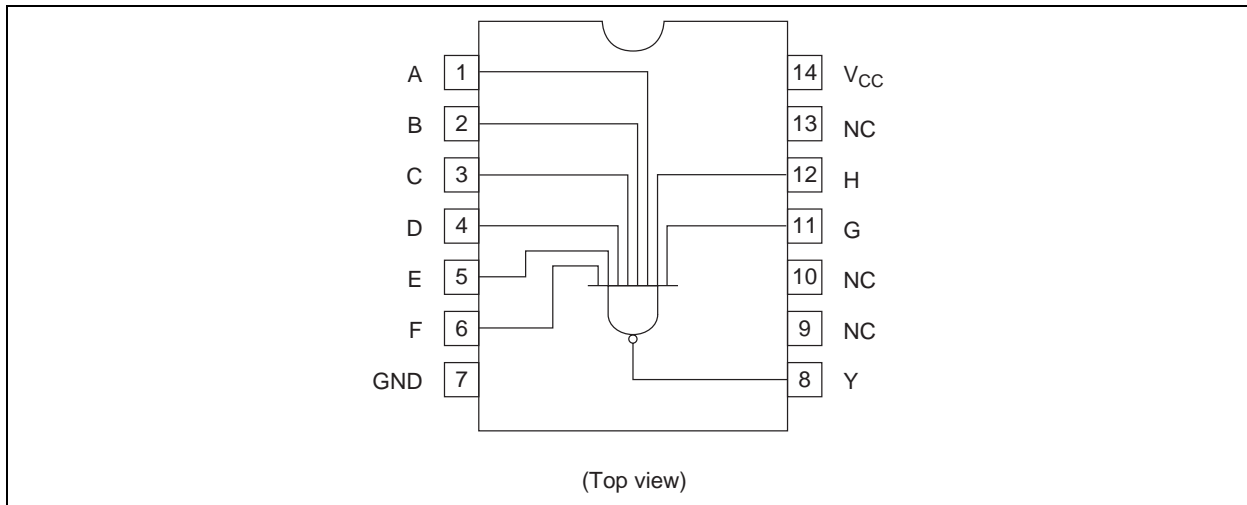 A 1 14 VCC
B 2 13 NC
C 3 12 H
D 4 11 G
E 5 10 NC
F 6 9 NC
GND 7 8 Y
(Top view)